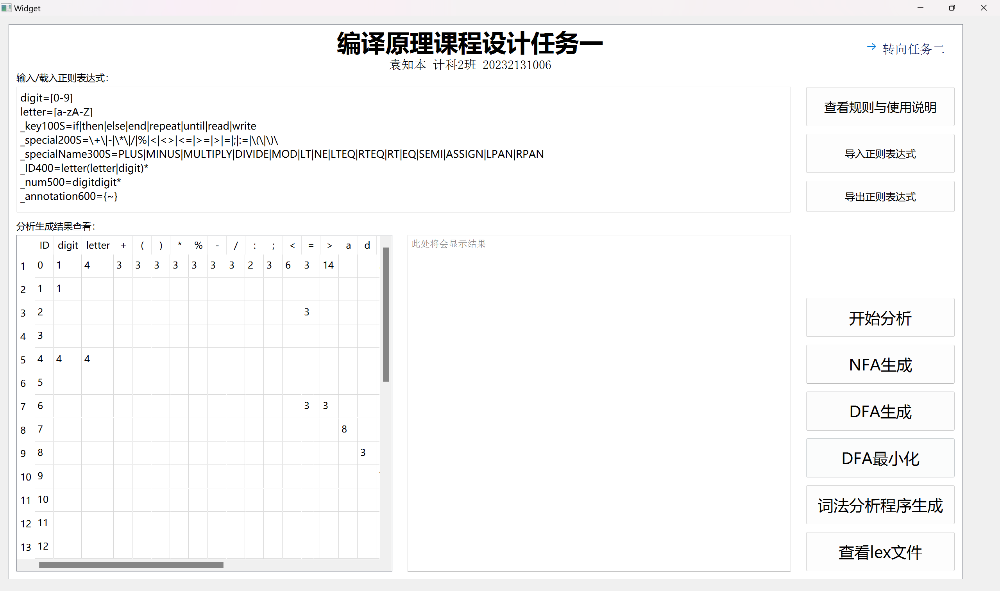 Widget
编译原理课程设计任务一
→ 转向任务二
袁知本 计科2班 20232131006
输入/载入正则表达式：
digit=[0-9]
letter=[a-zA-Z]
_key100S=if|then|else|end|repeat|until|read|write
_special200S=\+\|-|\*\|/|%|<|<>|<=|>=|>|=|;|:=|\(\|\)\
_specialName300S=PLUS|MINUS|MULTIPLY|DIVIDE|MOD|LT|NE|LTEQ|RTEQ|RT|EQ|SEMI|ASSIGN|LPAN|RPAN
_ID400=letter(letter|digit)*
_num500=digitdigit*
_annotation600={~}
查看规则与使用说明
导入正则表达式
导出正则表达式
分析生成结果查看：
ID digit letter + ( ) * % - / : ; < = > a d
1 0 1 4 3 3 3 3 3 3 3 2 3 6 3 14
2 1 1
3 2 3
4 3
5 4 4 4
6 5
7 6 3 3
8 7 8
9 8 3
10 9
11 10
12 11
13 12
此处将会显示结果
开始分析
NFA生成
DFA生成
DFA最小化
词法分析程序生成
查看lex文件